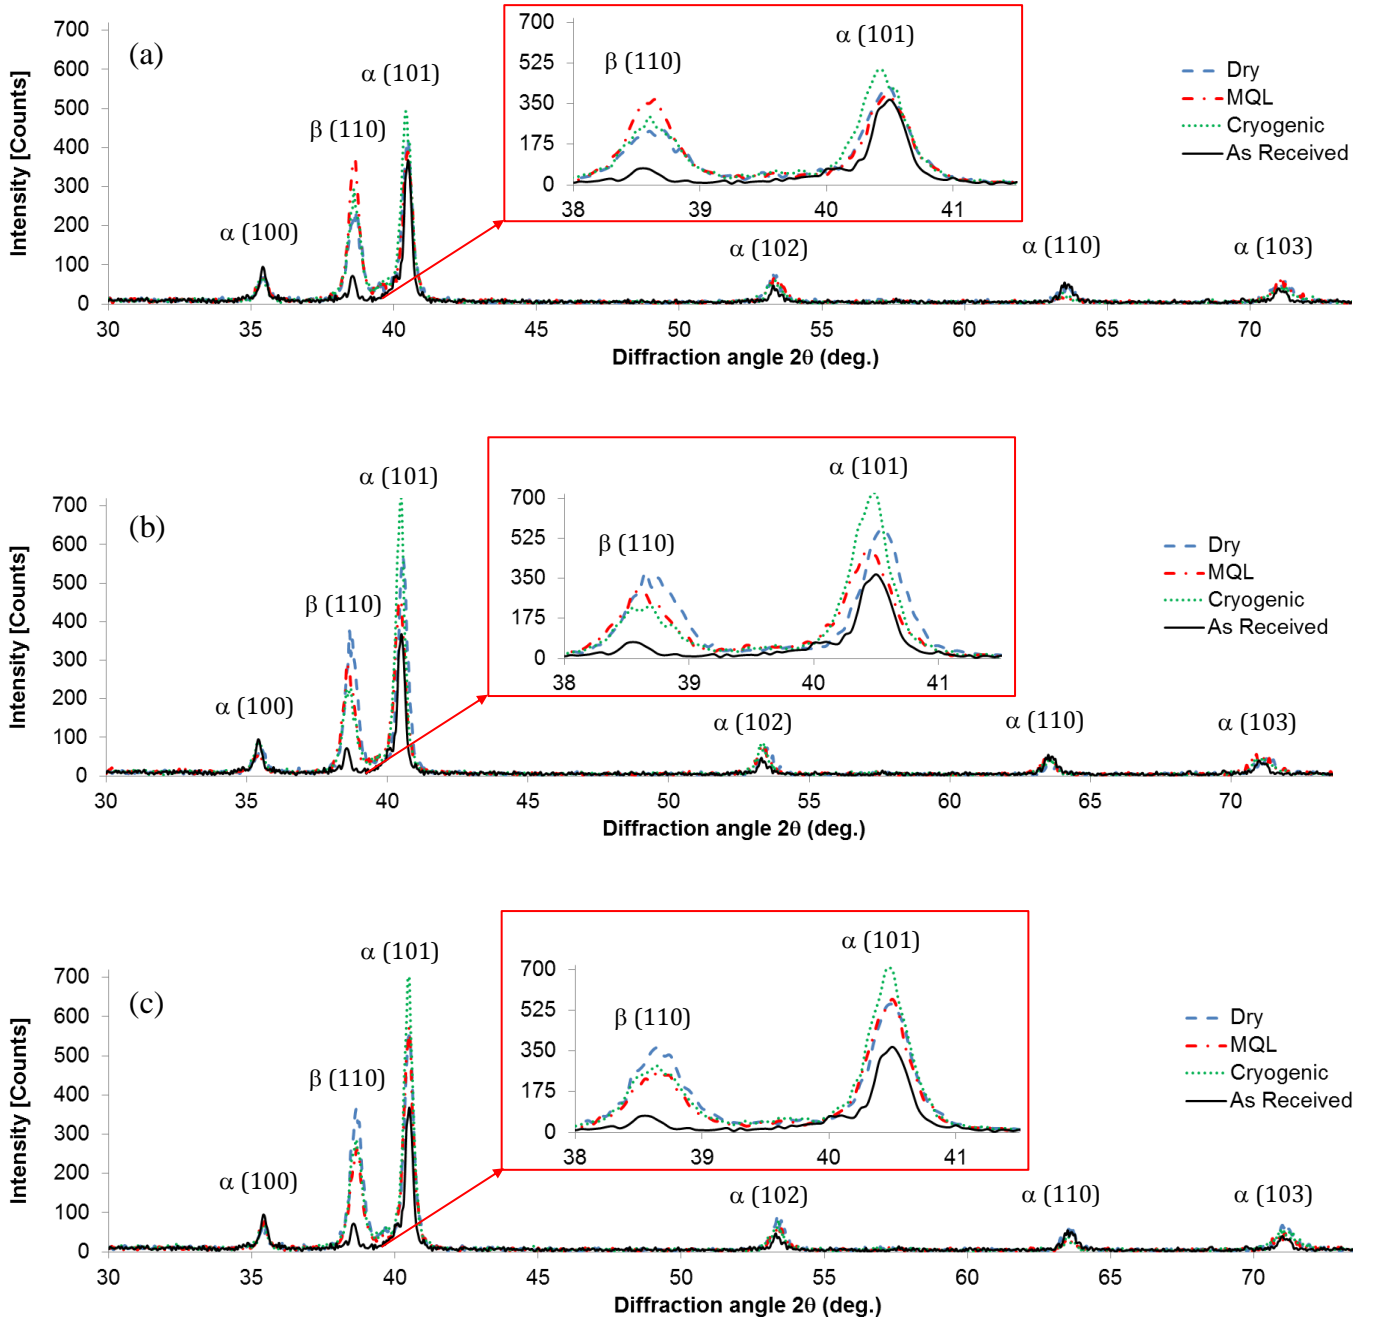 (a)
Intensity [Counts]
700
600
500
400
300
200
100
0
α (100)
β (110)
α (101)
α (102)
α (110)
α (103)
30 35 40 45 50 55 60 65 70
Diffraction angle 2θ (deg.)
700
525
350
175
0
β (110)
α (101)
38 39 40 41
Dry
MQL
Cryogenic
As Received
(b)
Intensity [Counts]
700
600
500
400
300
200
100
0
α (100)
β (110)
α (101)
α (102)
α (110)
α (103)
30 35 40 45 50 55 60 65 70
Diffraction angle 2θ (deg.)
700
525
350
175
0
β (110)
α (101)
38 39 40 41
Dry
MQL
Cryogenic
As Received
(c)
Intensity [Counts]
700
600
500
400
300
200
100
0
α (100)
β (110)
α (101)
α (102)
α (110)
α (103)
30 35 40 45 50 55 60 65 70
Diffraction angle 2θ (deg.)
700
525
350
175
0
β (110)
α (101)
38 39 40 41
Dry
MQL
Cryogenic
As Received